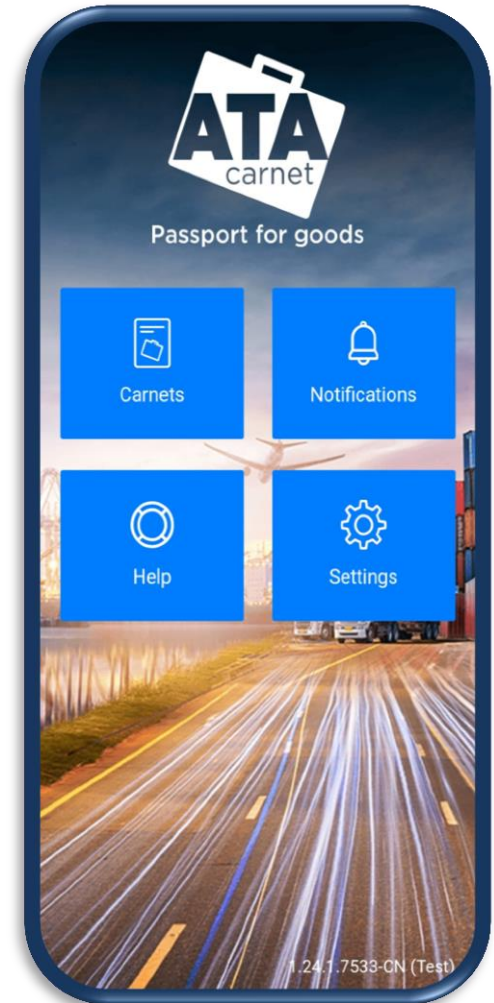 ATA
carnet
Passport for goods
Carnets
Notifications
Help
Settings
1.24.1.7533-CN (Test)